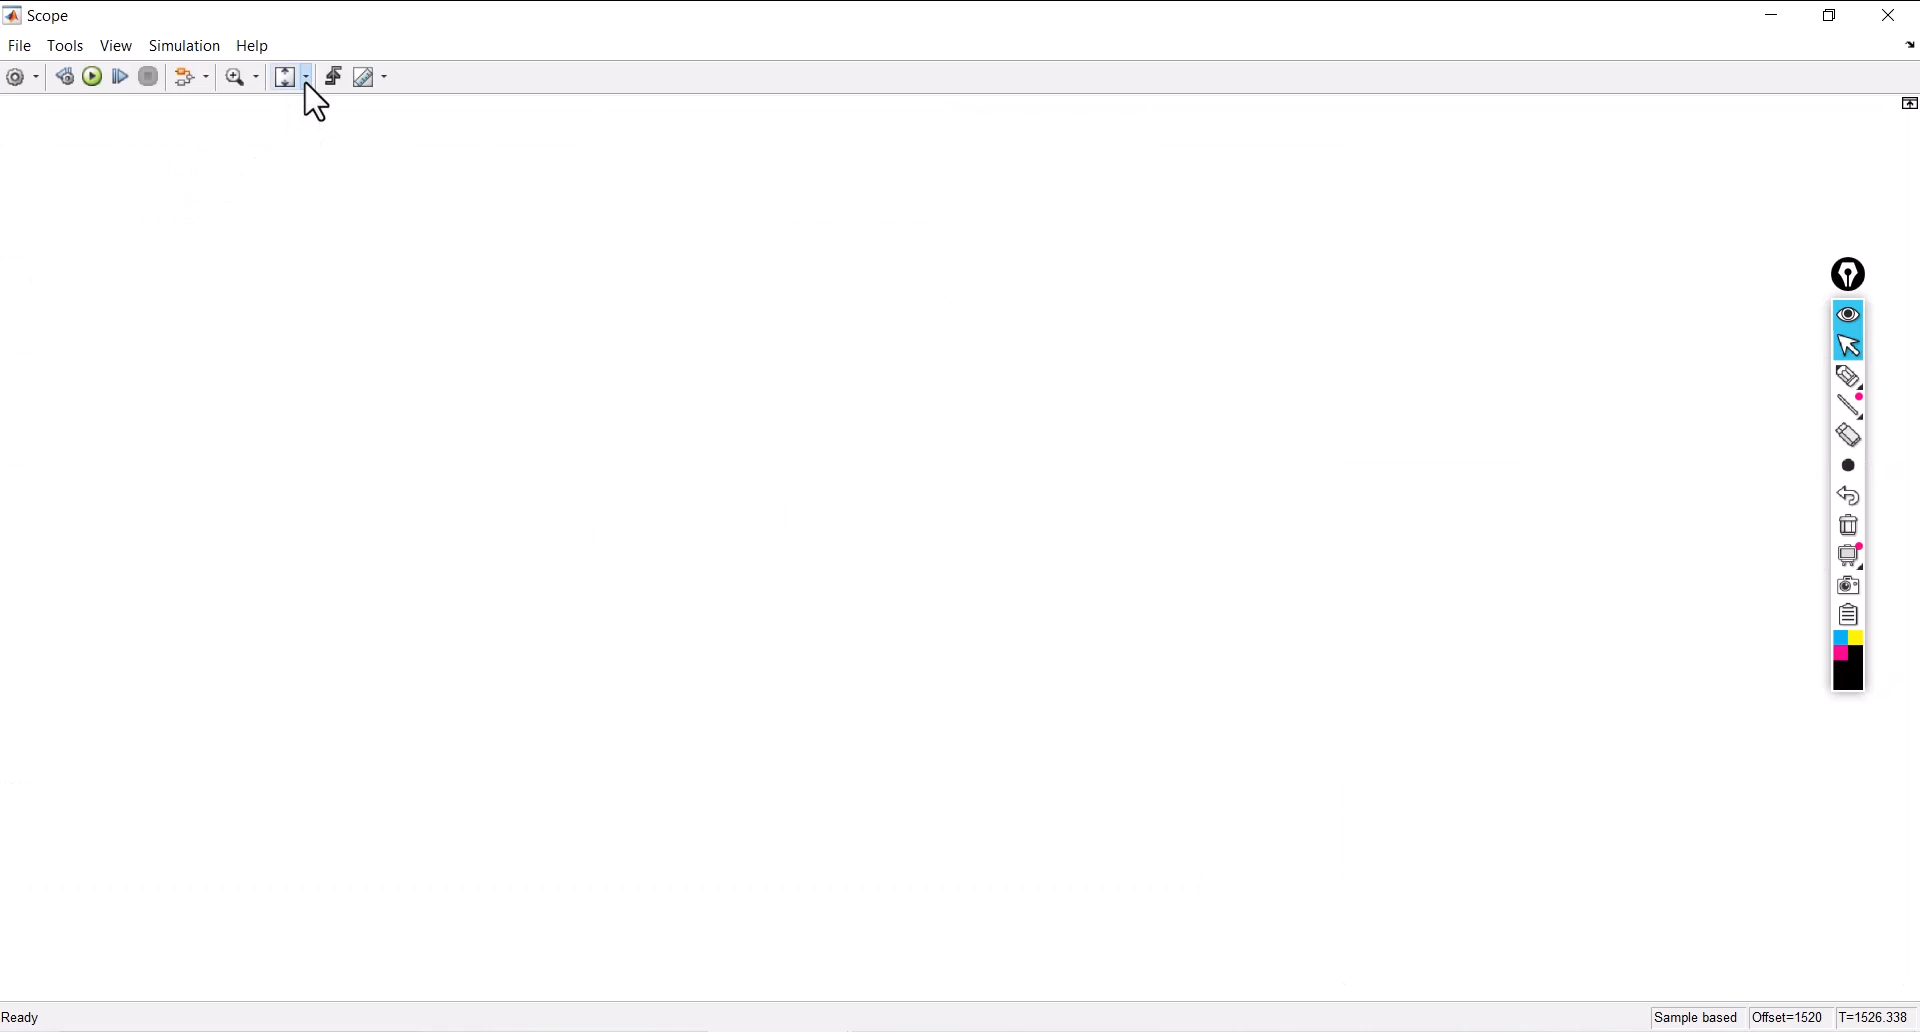 Scope
File Tools View Simulation Help
Ready
Sample based Offset=1520 T=1526.338